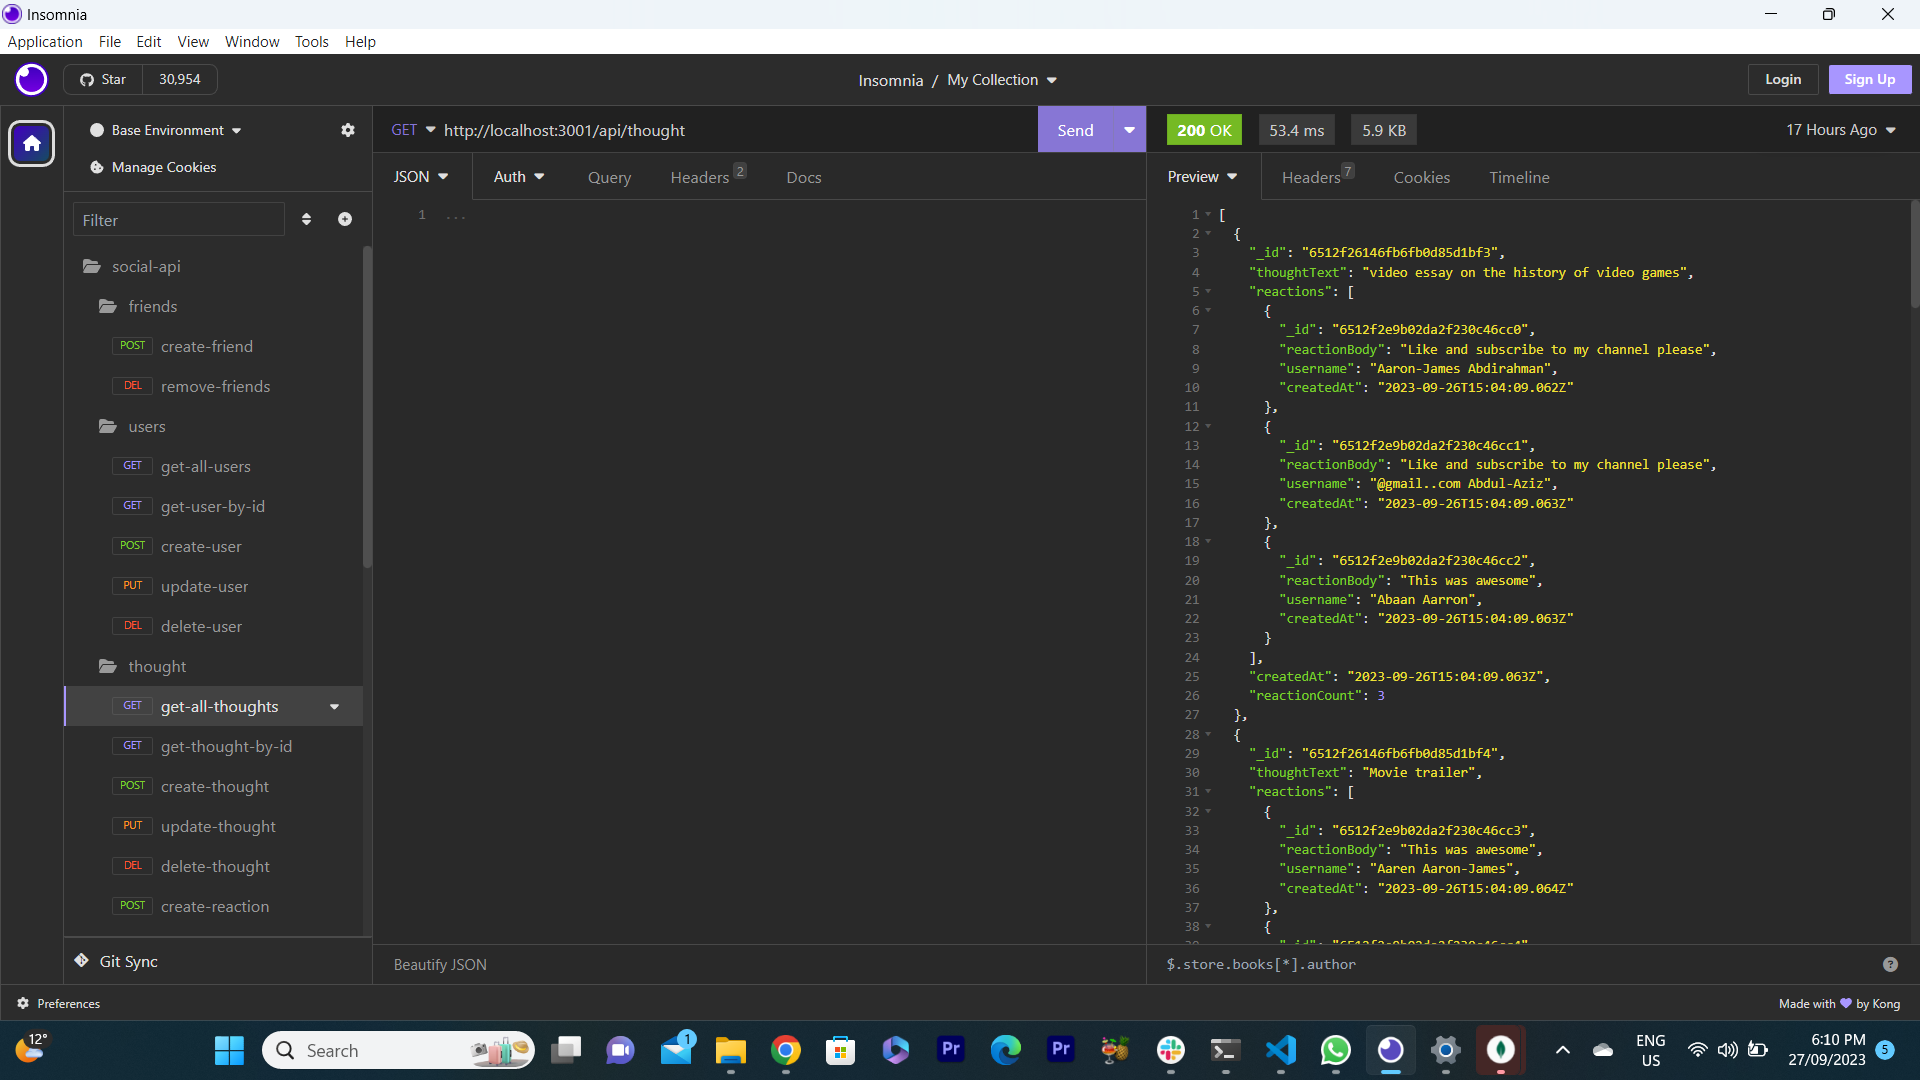 Insomnia
Application File Edit View Window Tools Help
Star 30,954
Insomnia / My Collection
Login Sign Up
Base Environment
Manage Cookies
Filter
social-api
friends
POST create-friend
DEL remove-friends
users
GET get-all-users
GET get-user-by-id
POST create-user
PUT update-user
DEL delete-user
thought
GET get-all-thoughts
GET get-thought-by-id
POST create-thought
PUT update-thought
DEL delete-thought
POST create-reaction
Git Sync
Preferences
GET http://localhost:3001/api/thought Send
JSON Auth Query Headers 2 Docs
1 ...
Beautify JSON
200 OK 53.4 ms 5.9 KB 17 Hours Ago
Preview Headers 7 Cookies Timeline
1 [
2 {
3 "_id": "6512f26146fb6fb0d85d1bf3",
4 "thoughtText": "video essay on the history of video games",
5 "reactions": [
6 {
7 "_id": "6512f2e9b02da2f230c46cc0",
8 "reactionBody": "Like and subscribe to my channel please",
9 "username": "Aaron-James Abdirahman",
10 "createdAt": "2023-09-26T15:04:09.062Z"
11 },
12 {
13 "_id": "6512f2e9b02da2f230c46cc1",
14 "reactionBody": "Like and subscribe to my channel please",
15 "username": "@gmail..com Abdul-Aziz",
16 "createdAt": "2023-09-26T15:04:09.063Z"
17 },
18 {
19 "_id": "6512f2e9b02da2f230c46cc2",
20 "reactionBody": "This was awesome",
21 "username": "Abaan Aarron",
22 "createdAt": "2023-09-26T15:04:09.063Z"
23 }
24 ],
25 "createdAt": "2023-09-26T15:04:09.063Z",
26 "reactionCount": 3
27 },
28 {
29 "_id": "6512f26146fb6fb0d85d1bf4",
30 "thoughtText": "Movie trailer",
31 "reactions": [
32 {
33 "_id": "6512f2e9b02da2f230c46cc3",
34 "reactionBody": "This was awesome",
35 "username": "Aaren Aaron-James",
36 "createdAt": "2023-09-26T15:04:09.064Z"
37 },
38 {
$.store.books[*].author
Made with by Kong
12°
Search
1
Pr
Pr
ENG
US
6:10 PM
27/09/2023
5